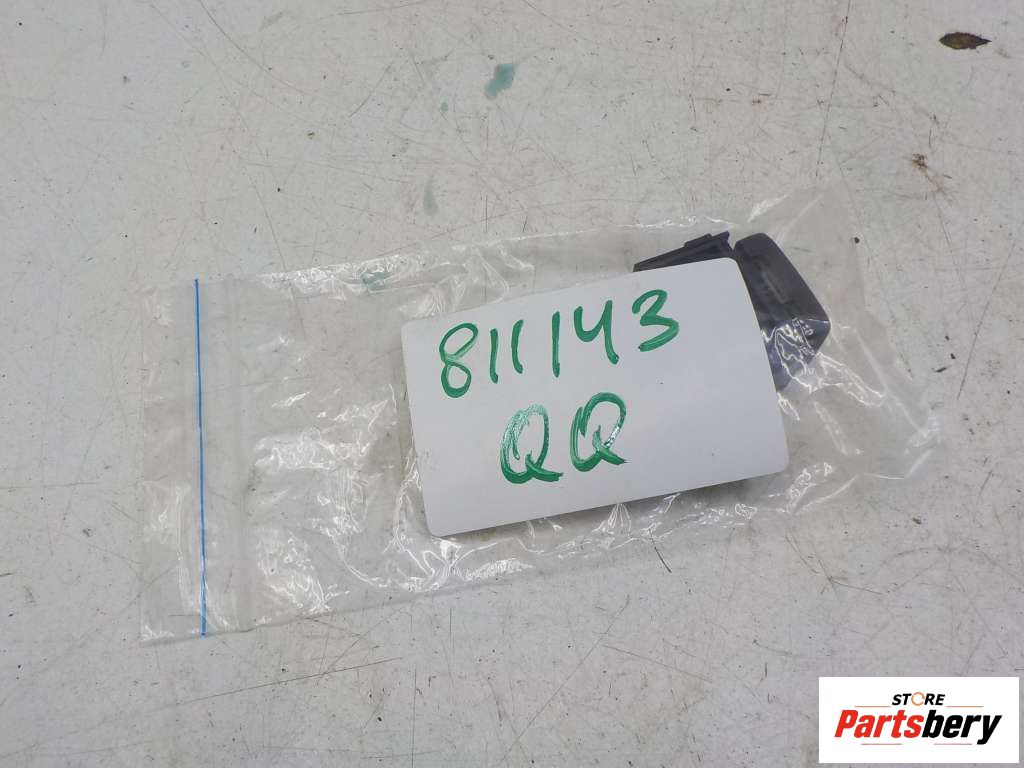 811143
QQ
STORE
Partsbery